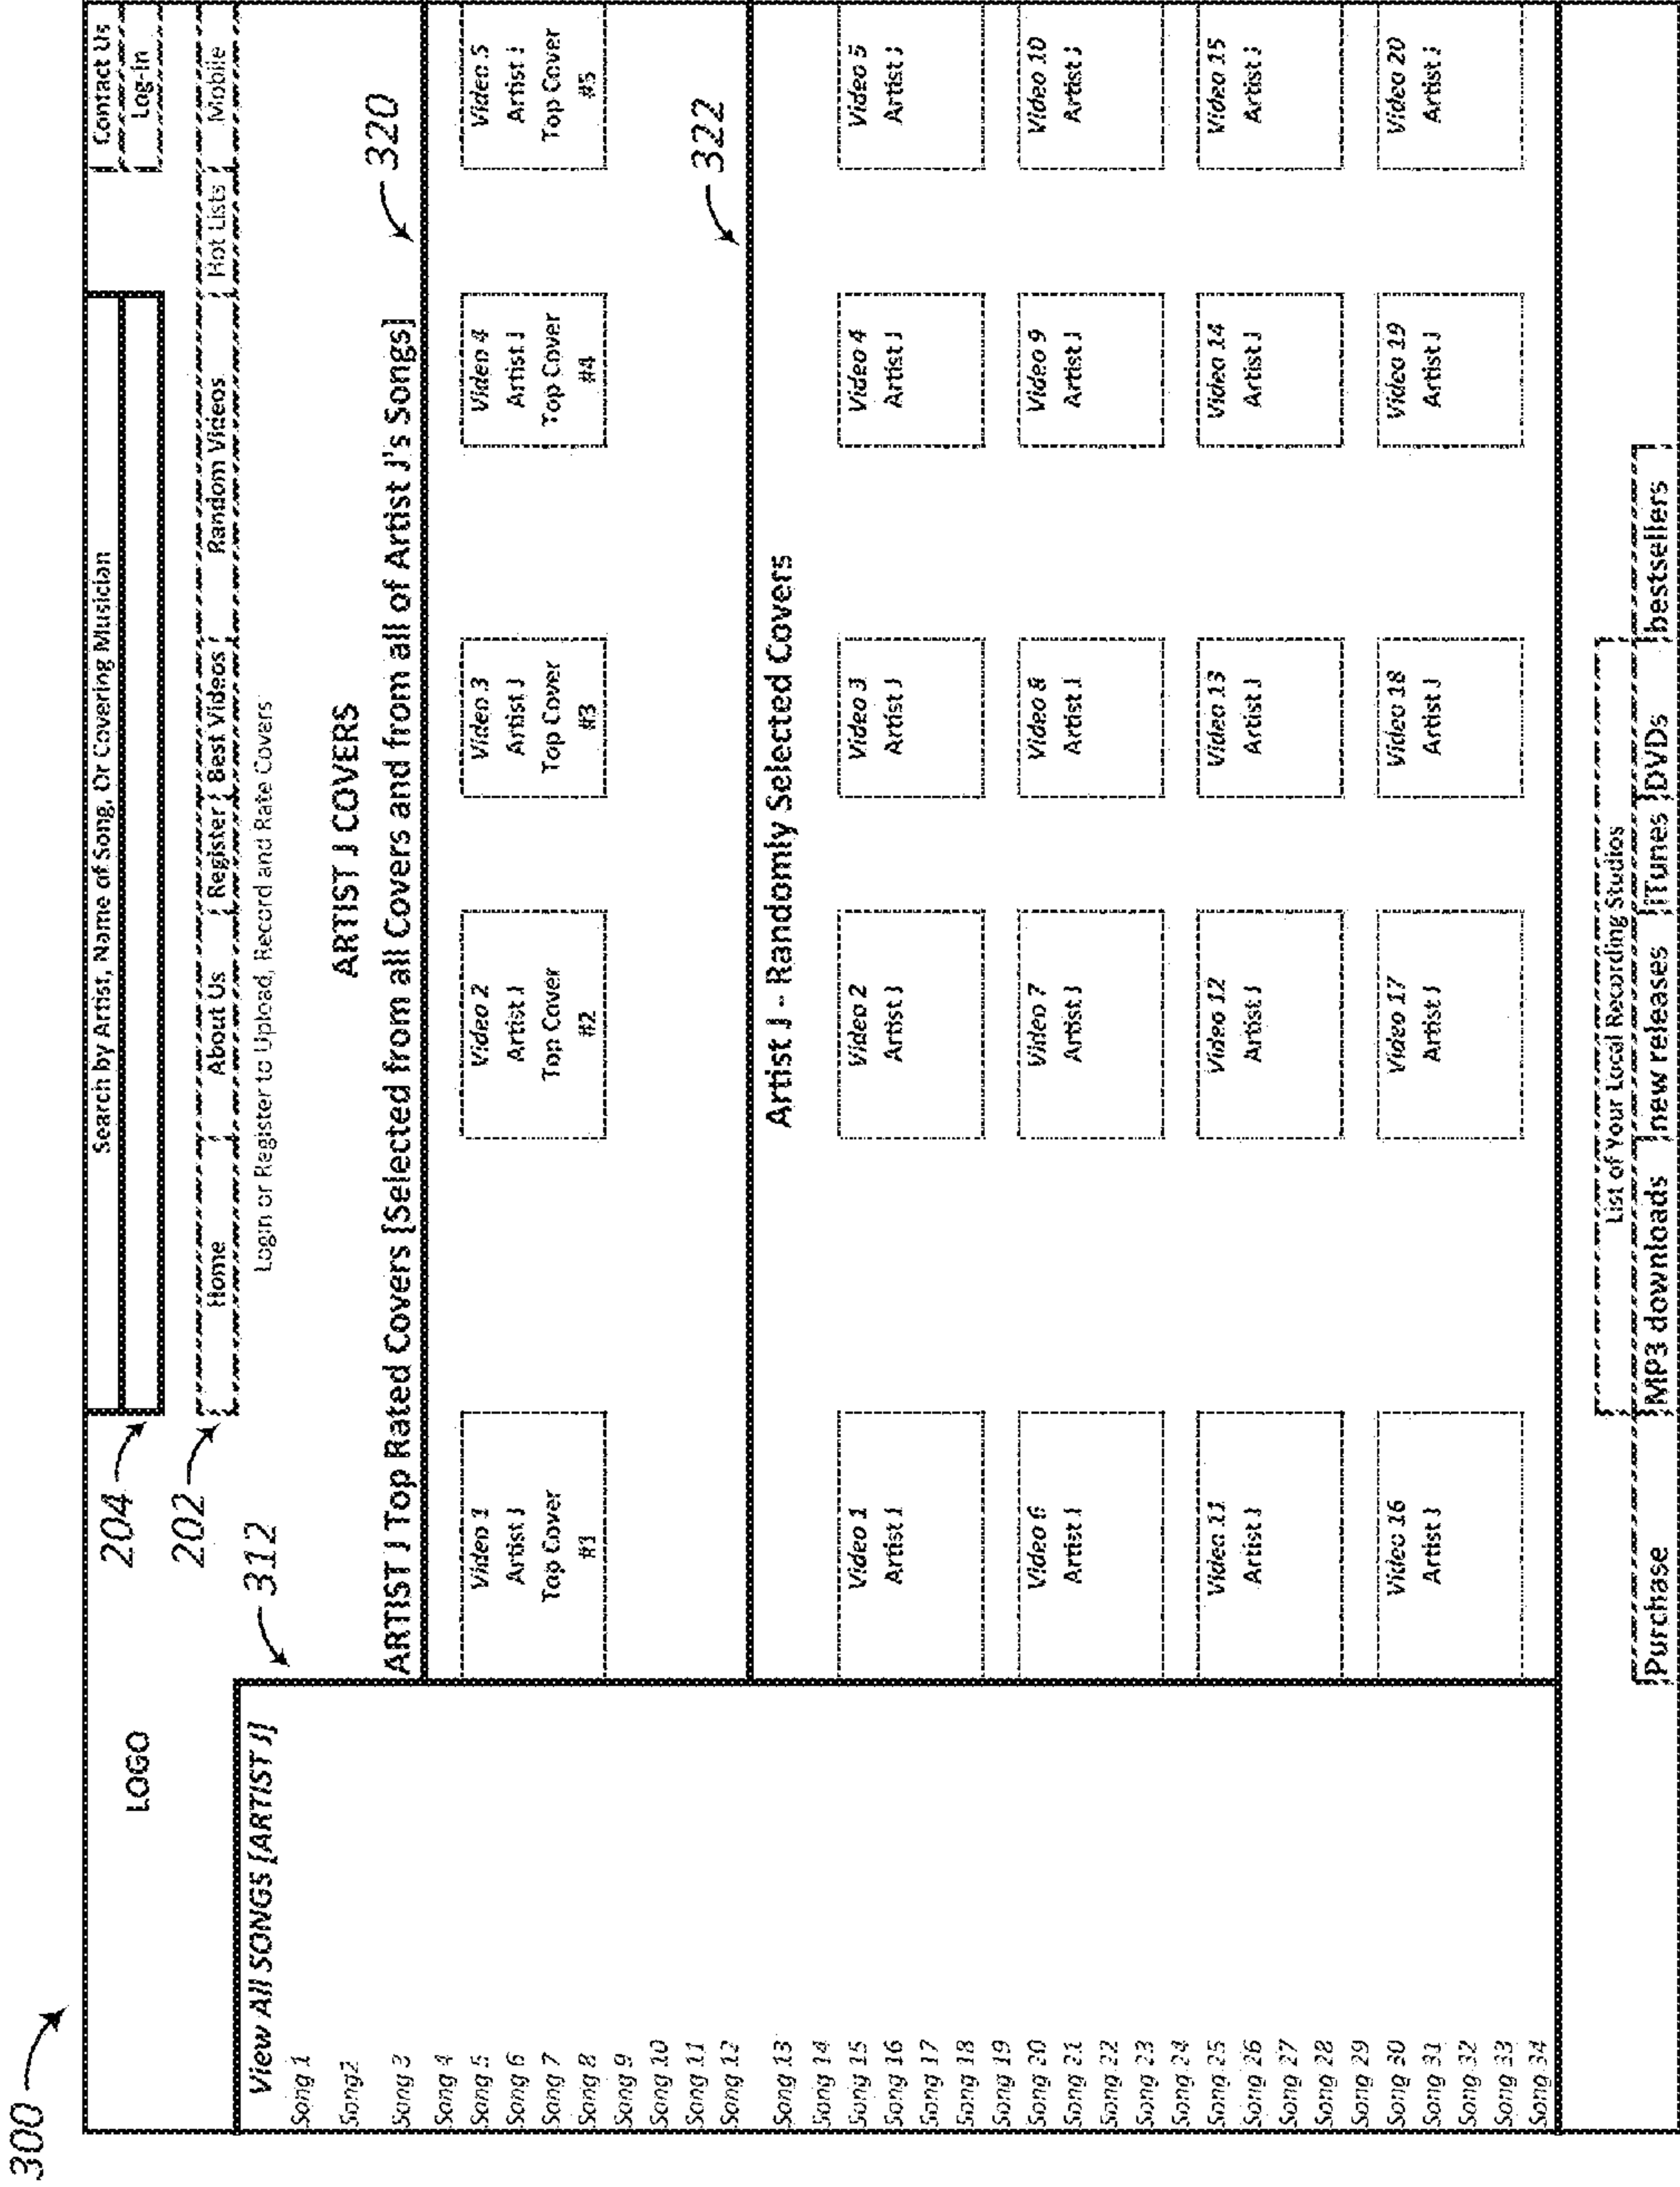 300
LOGO
204
Search by Artist, Name of Song, Or Covering Musician
Contact Us
Log-in
202
Home About Us Register Best Videos Random Videos Hot Lists Mobile
312
Login or Register to Upload, Record and Rate Covers
View All SONGS [ARTIST J]
Song 1
Song2
Song 3
Song 4
Song 5
Song 6
Song 7
Song 8
Song 9
Song 10
Song 11
Song 12
Song 13
Song 14
Song 15
Song 16
Song 17
Song 18
Song 19
Song 20
Song 21
Song 22
Song 23
Song 24
Song 25
Song 26
Song 27
Song 28
Song 29
Song 30
Song 31
Song 32
Song 33
Song 34
ARTIST J COVERS
320
ARTIST J Top Rated Covers [Selected from all Covers and from all of Artist J's Songs]
Video 1
Artist J
Top Cover
#1
Video 2
Artist J
Top Cover
#2
Video 3
Artist J
Top Cover
#3
Video 4
Artist J
Top Cover
#4
Video 5
Artist J
Top Cover
#5
322
Artist J - Randomly Selected Covers
Video 1
Artist J
Video 2
Artist J
Video 3
Artist J
Video 4
Artist J
Video 5
Artist J
Video 6
Artist J
Video 7
Artist J
Video 8
Artist J
Video 9
Artist J
Video 10
Artist J
Video 11
Artist J
Video 12
Artist J
Video 13
Artist J
Video 14
Artist J
Video 15
Artist J
Video 16
Artist J
Video 17
Artist J
Video 18
Artist J
Video 19
Artist J
Video 20
Artist J
List of Your Local Recording Studios
Purchase MP3 downloads new releases iTunes DVDs bestsellers